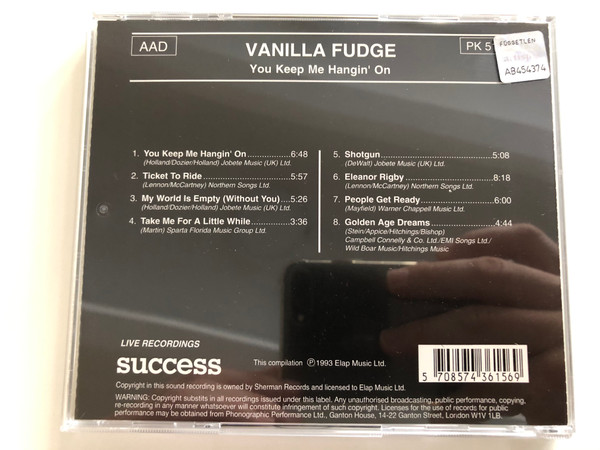 AAD
VANILLA FUDGE
PK 51
FÜGGETLEN
AB454374
You Keep Me Hangin' On
1. You Keep Me Hangin' On..................6:48
(Holland/Dozier/Holland) Jobete Music (UK) Ltd.
2. Ticket To Ride................................5:57
(Lennon/McCartney) Northern Songs Ltd.
3. My World Is Empty (Without You)....5:26
(Holland/Dozier/Holland) Jobete Music (UK) Ltd.
4. Take Me For A Little While................3:36
(Martin) Sparta Florida Music Group Ltd.
5. Shotgun.......................................5:08
(DeWalt) Jobete Music (UK) Ltd.
6. Eleanor Rigby................................8:18
(Lennon/McCartney) Northern Songs Ltd.
7. People Get Ready...........................6:00
(Mayfield) Warner Chappell Music Ltd.
8. Golden Age Dreams........................4:44
(Stein/Appice/Hitchings/Bishop)
Campbell Connelly & Co. Ltd./EMI Songs Ltd./
Wild Boar Music/Hitchings Music
LIVE RECORDINGS
success
This compilation Ⓟ1993 Elap Music Ltd.
5 708574 361569
Copyright in this sound recording is owned by Sherman Records and licensed to Elap Music Ltd.
WARNING: Copyright substits in all recordings issued under this label. Any unauthorised broadcasting, public performance, copying,
re-recording in any manner whatsoever will constitute infringement of such copyright. Licenses for the use of records for public
performance may be obtained from Phonographic Performance Ltd., Ganton House, 14-22 Ganton Street, London W1V 1LB.